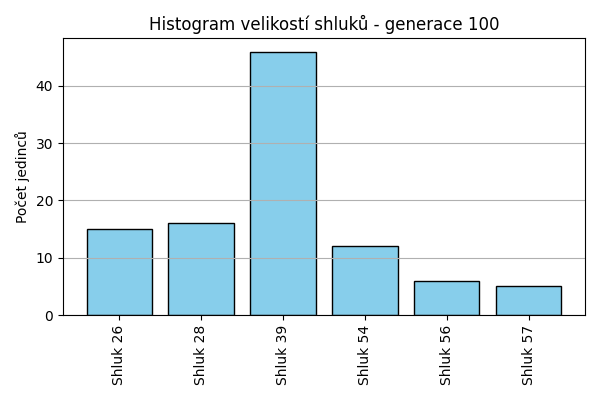 Histogram velikostí shluků - generace 100
Počet jedinců
40
30
20
10
0
Shluk 26
Shluk 28
Shluk 39
Shluk 54
Shluk 56
Shluk 57